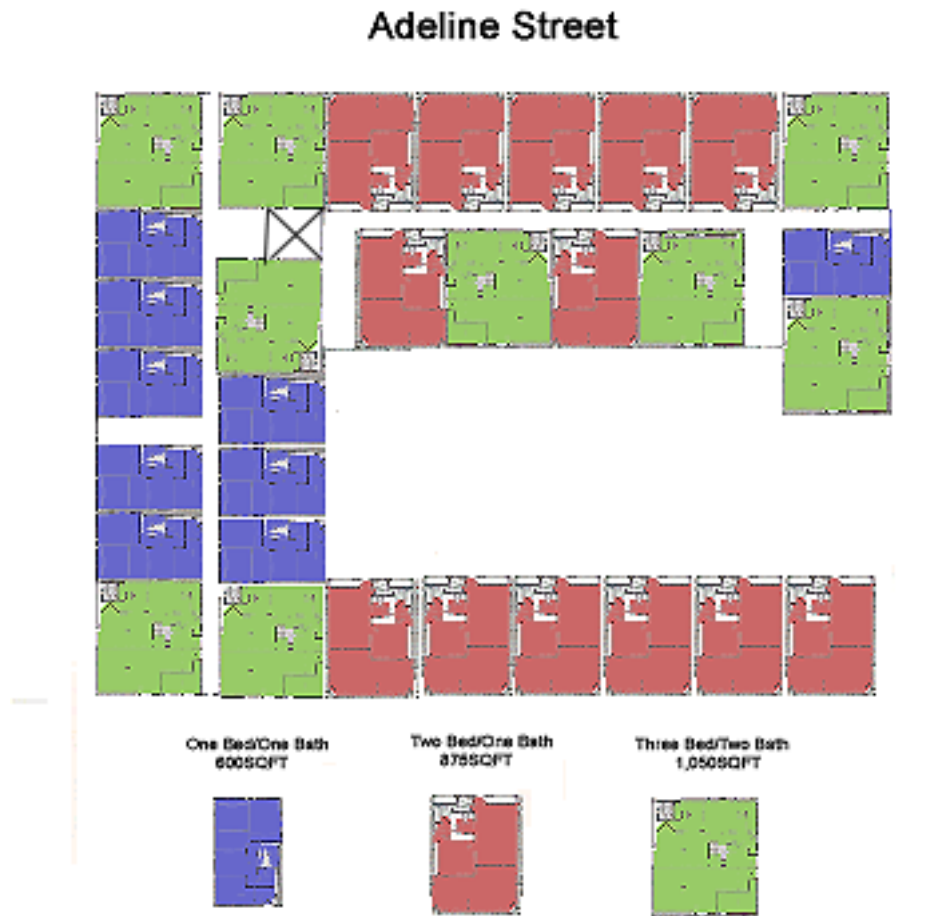 Adeline Street
One Bed/One Bath
600SQFT
Two Bed/One Bath
875SQFT
Three Bed/Two Bath
1,050SQFT